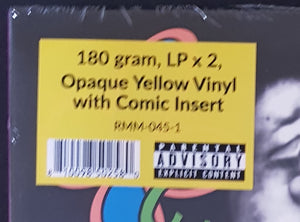 180 gram, LP x 2,
Opaque Yellow Vinyl
with Comic Insert
RMM-045-1
PARENTAL
ADVISORY
EXPLICIT CONTENT